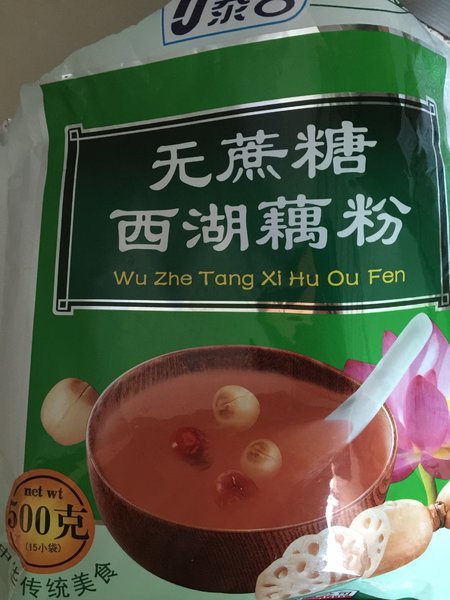 无蔗糖
西湖藕粉
Wu Zhe Tang Xi Hu Ou Fen
net wt
500克
(15小袋)
传统美食